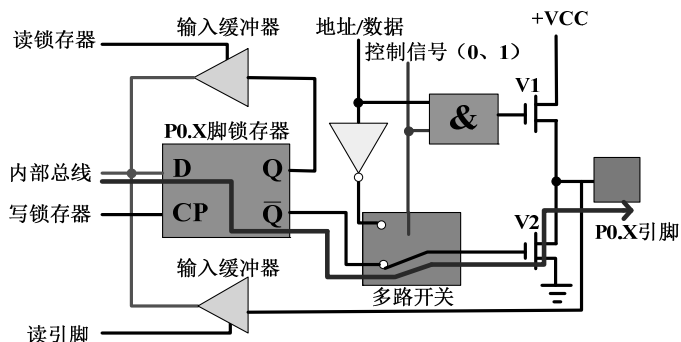 输入缓冲器
地址/数据
+VCC
读锁存器
控制信号（0、1）
V1
&
P0.X脚锁存器
内部总线
D
Q
写锁存器
CP
Q̅
V2
P0.X引脚
输入缓冲器
多路开关
读引脚